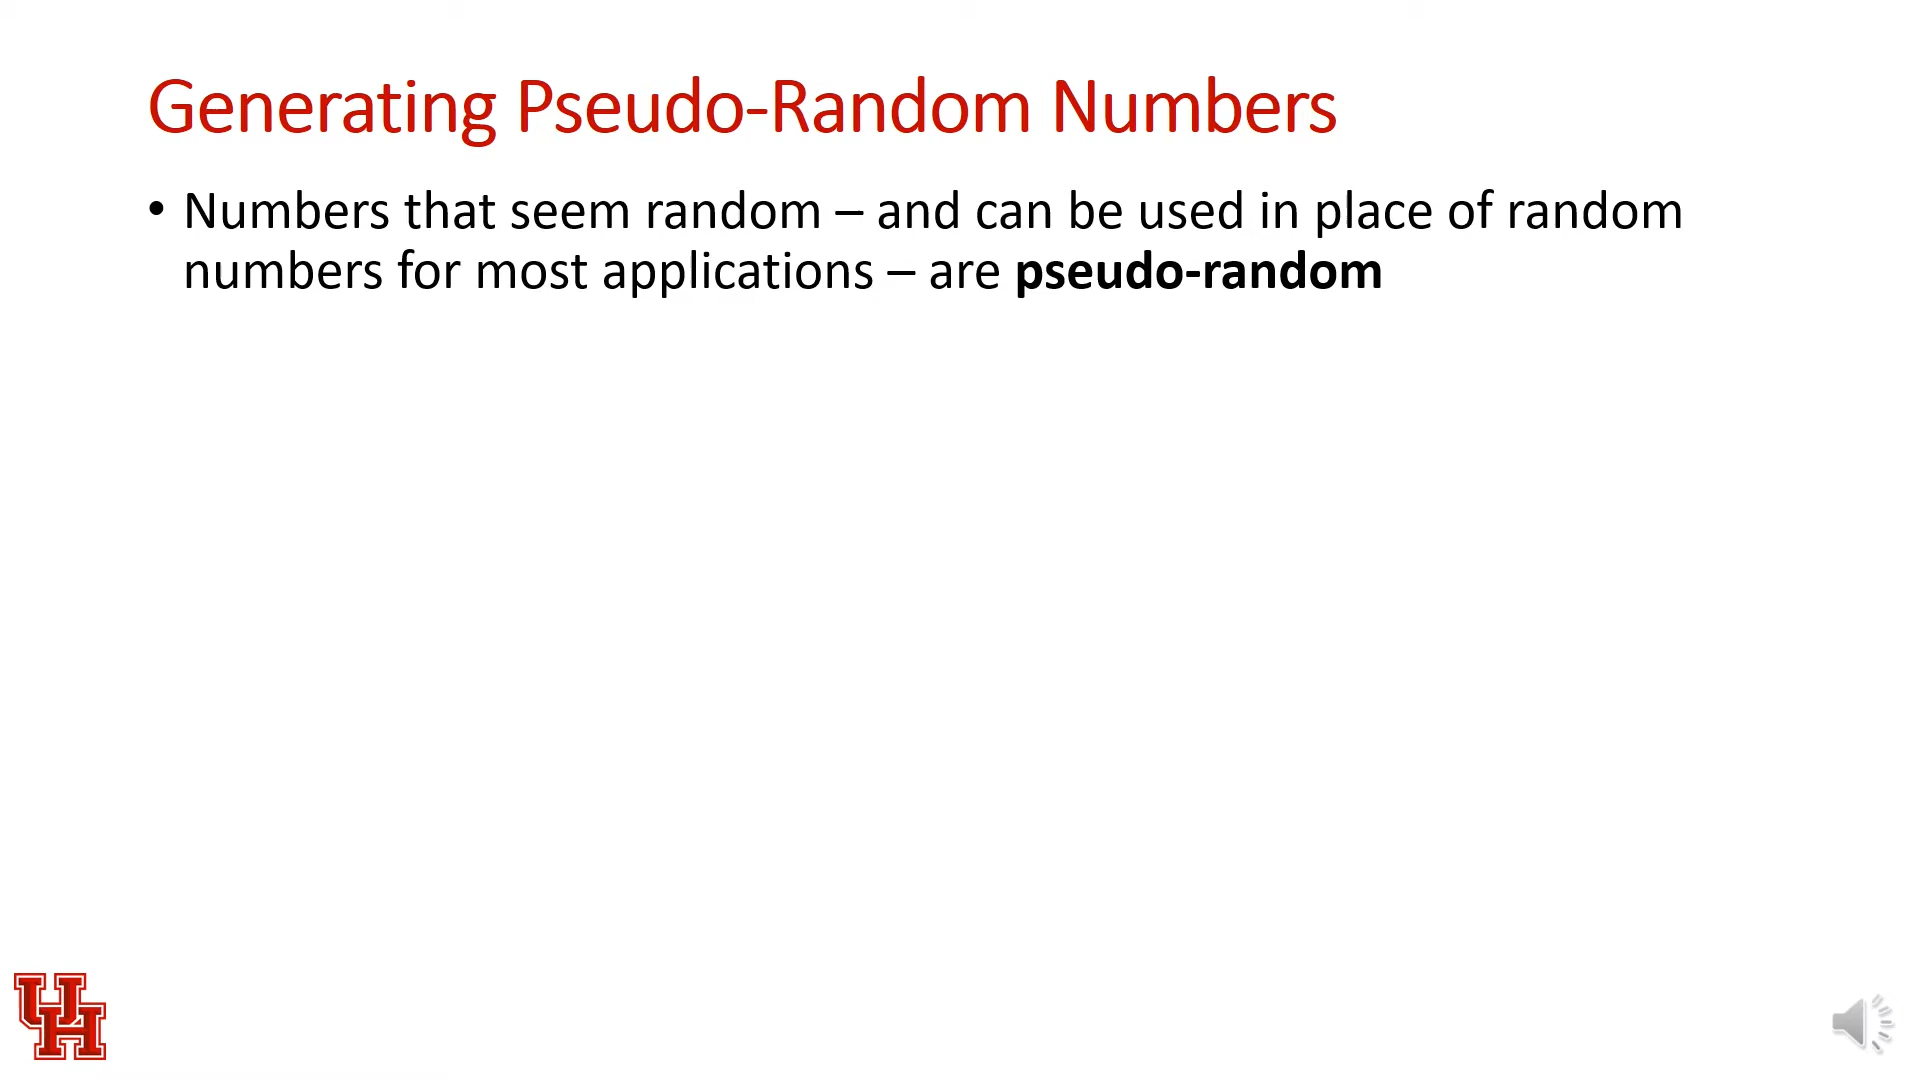 Generating Pseudo-Random Numbers
• Numbers that seem random – and can be used in place of random
numbers for most applications – are pseudo-random
UH